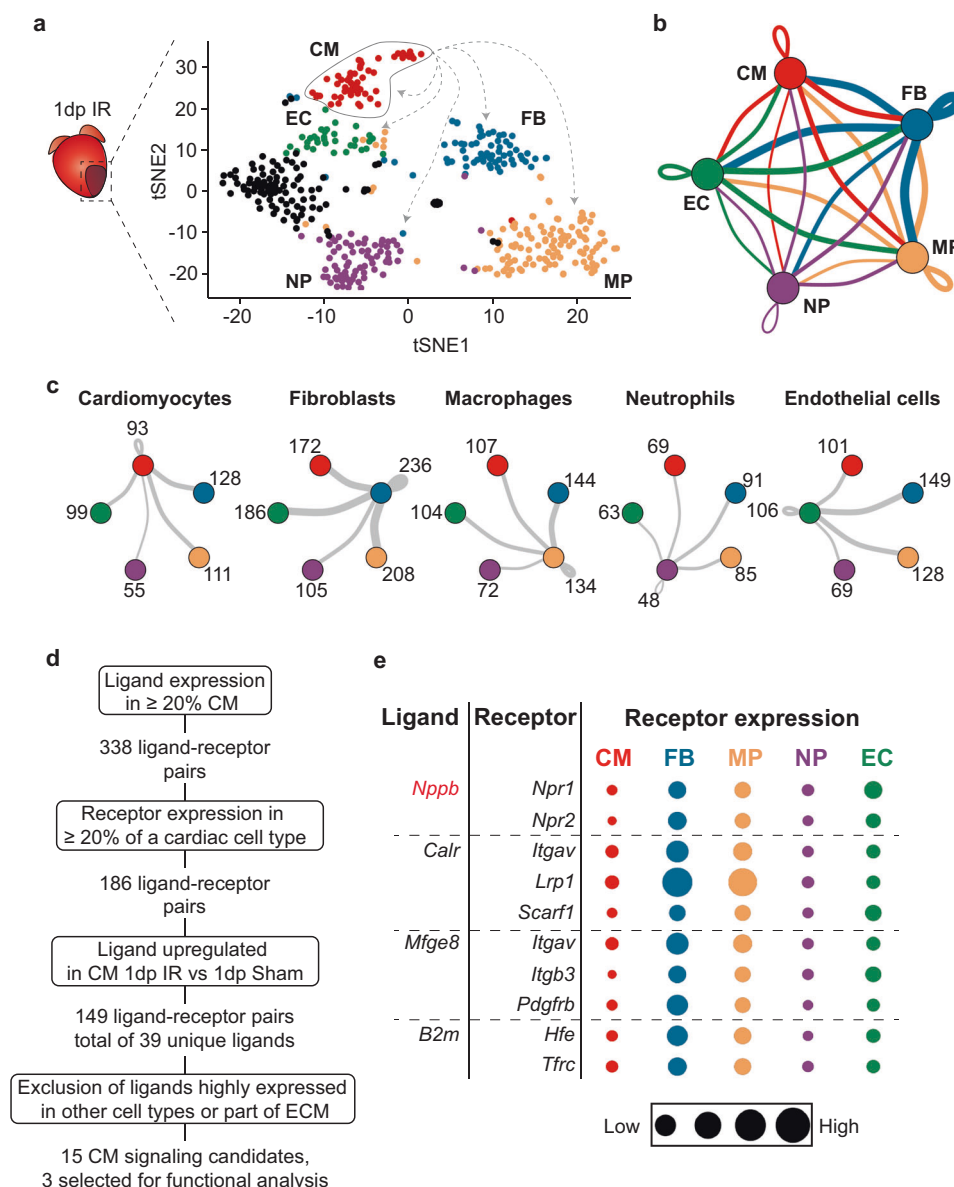 a
1dp IR
tSNE2
30
20
10
0
-10
-20
-20
-10
0
10
20
tSNE1
CM
EC
FB
NP
MP
b
CM
FB
EC
MP
NP
c
Cardiomyocytes
93
128
99
111
55
Fibroblasts
172
236
186
208
105
Macrophages
107
144
104
134
72
Neutrophils
69
91
63
85
48
Endothelial cells
101
149
106
128
69
d
Ligand expression
in ≥ 20% CM
338 ligand-receptor
pairs
Receptor expression in
≥ 20% of a cardiac cell type
186 ligand-receptor
pairs
Ligand upregulated
in CM 1dp IR vs 1dp Sham
149 ligand-receptor pairs
total of 39 unique ligands
Exclusion of ligands highly expressed
in other cell types or part of ECM
15 CM signaling candidates,
3 selected for functional analysis
e
Ligand Receptor Receptor expression
CM FB MP NP EC
Nppb Npr1
Npr2
Calr Itgav
Lrp1
Scarf1
Mfge8 Itgav
Itgb3
Pdgfrb
B2m Hfe
Tfrc
Low High